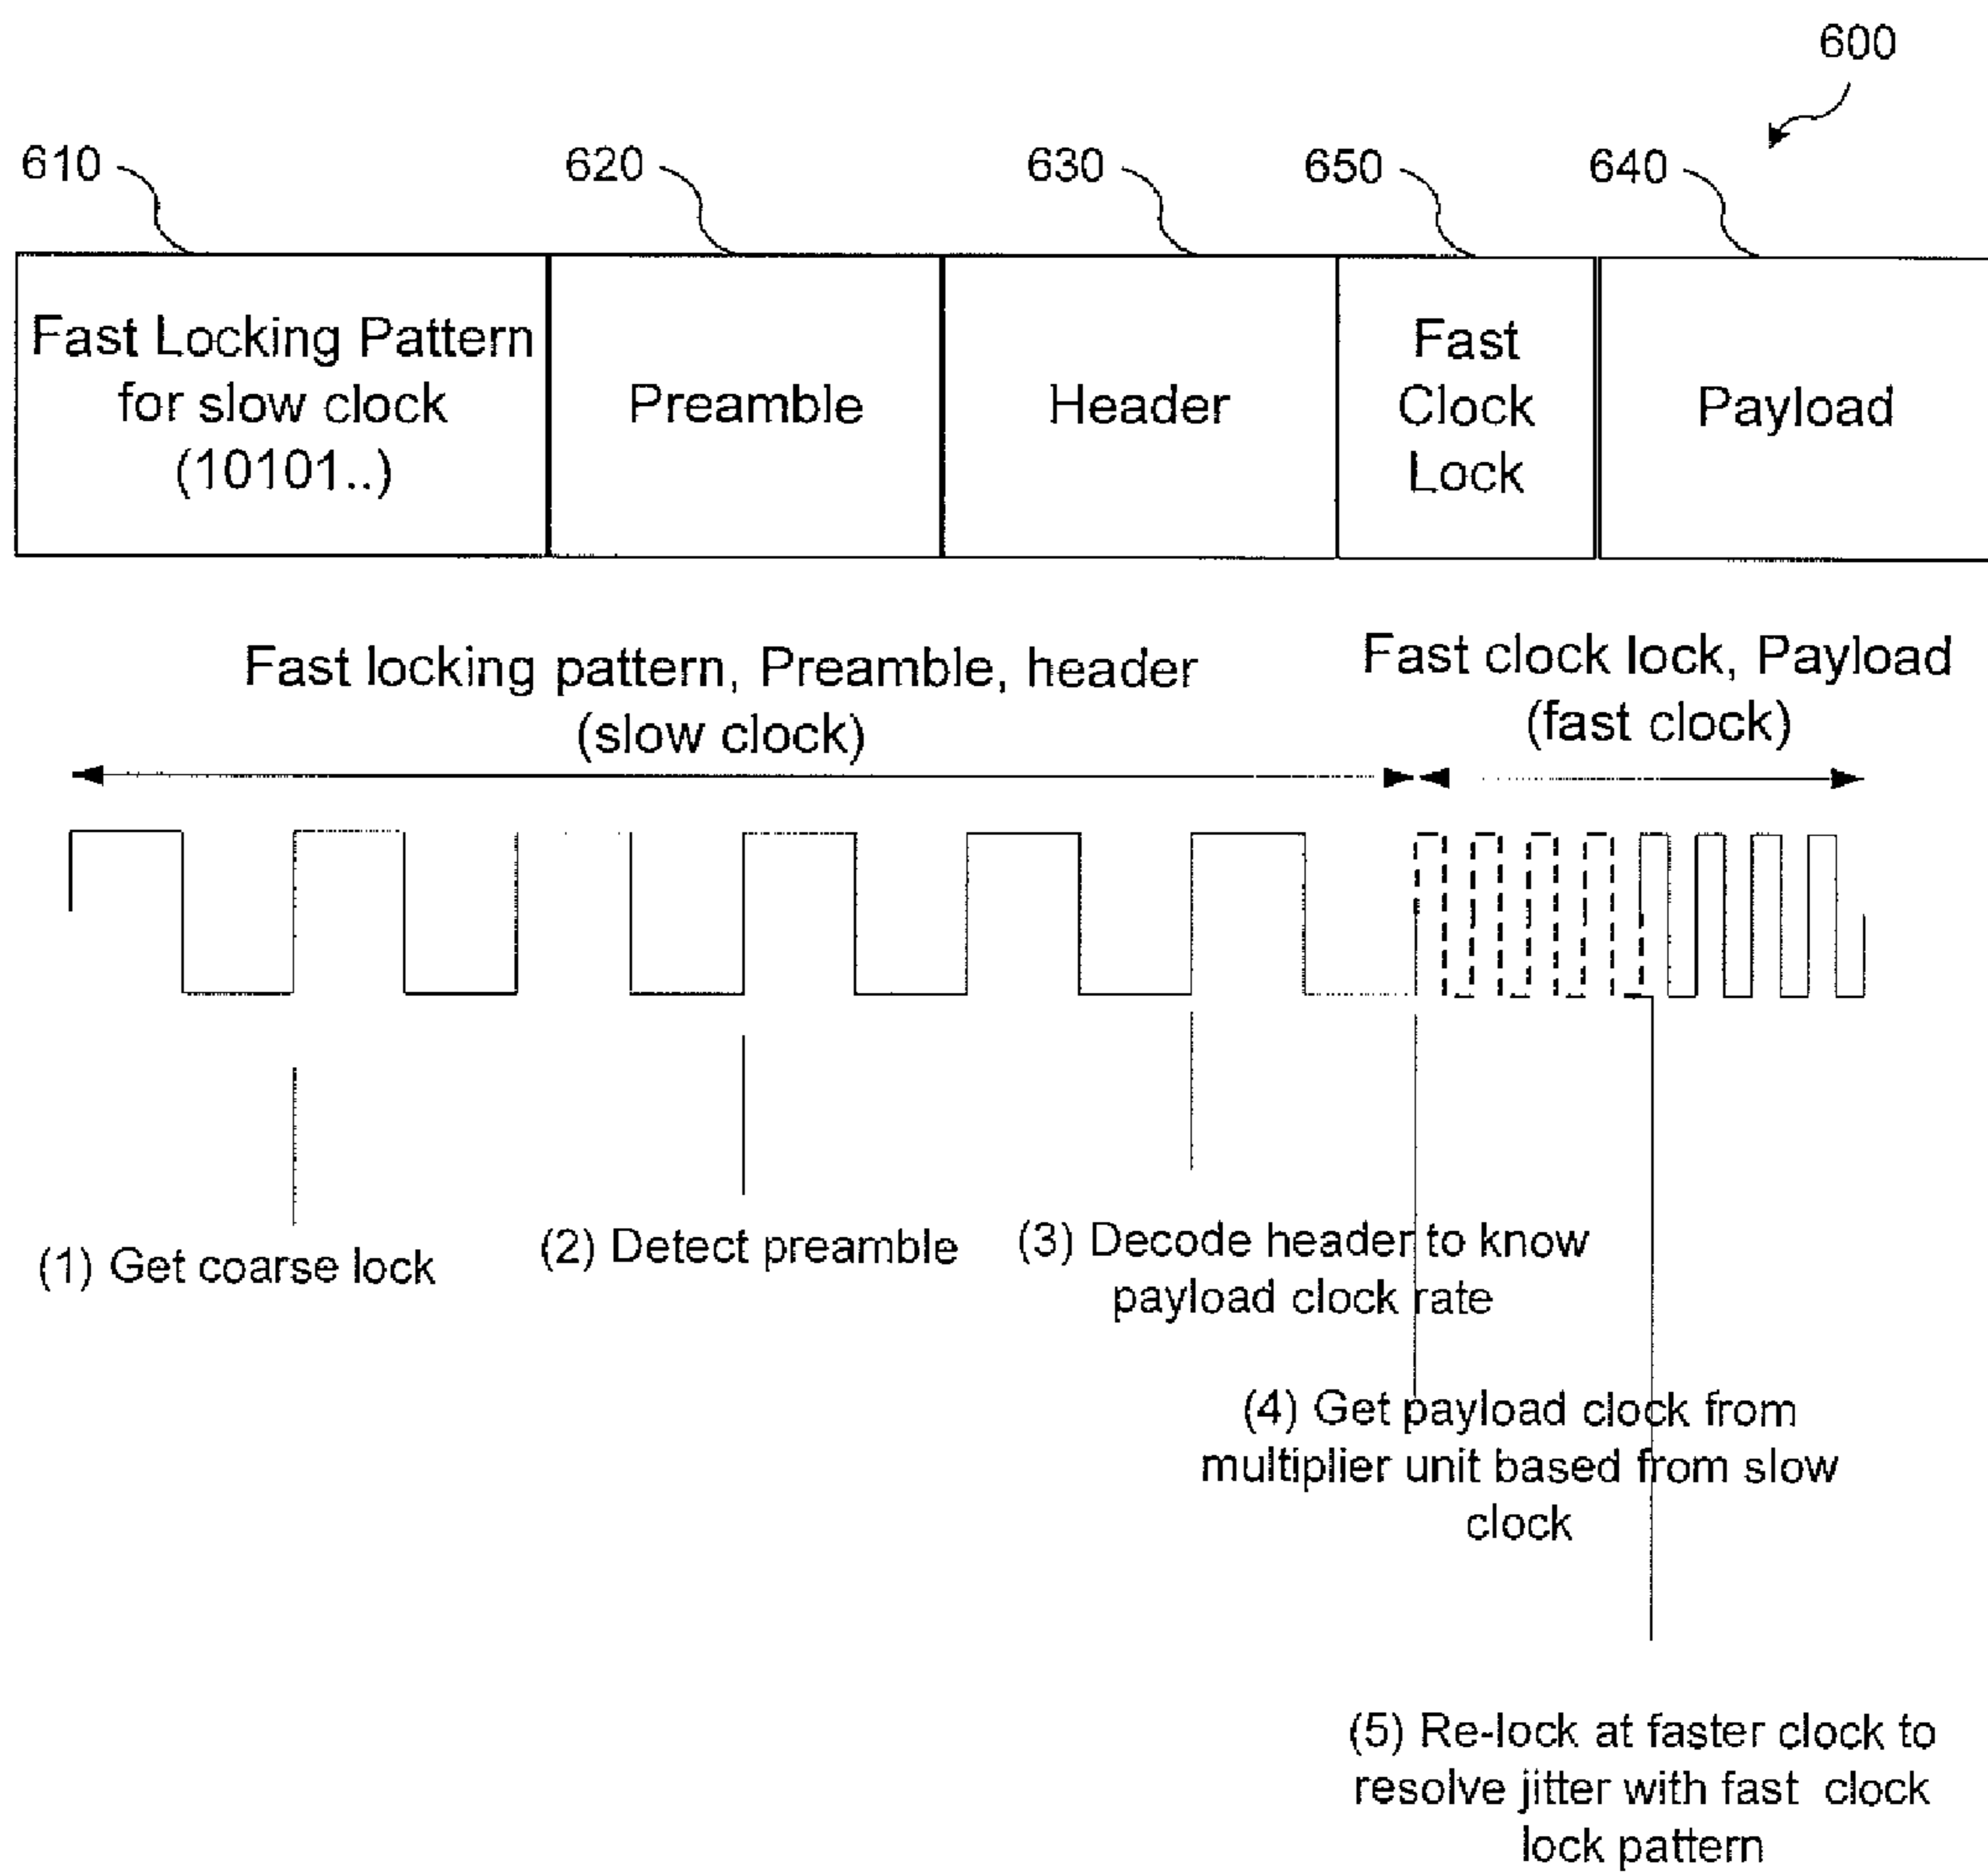 600
610
620
630
650
640
Fast Locking Pattern
for slow clock
(10101..)
Preamble
Header
Fast
Clock
Lock
Payload
Fast locking pattern, Preamble, header
(slow clock)
Fast clock lock, Payload
(fast clock)
(1) Get coarse lock
(2) Detect preamble
(3) Decode header to know
payload clock rate
(4) Get payload clock from
multiplier unit based from slow
clock
(5) Re-lock at faster clock to
resolve jitter with fast clock
lock pattern